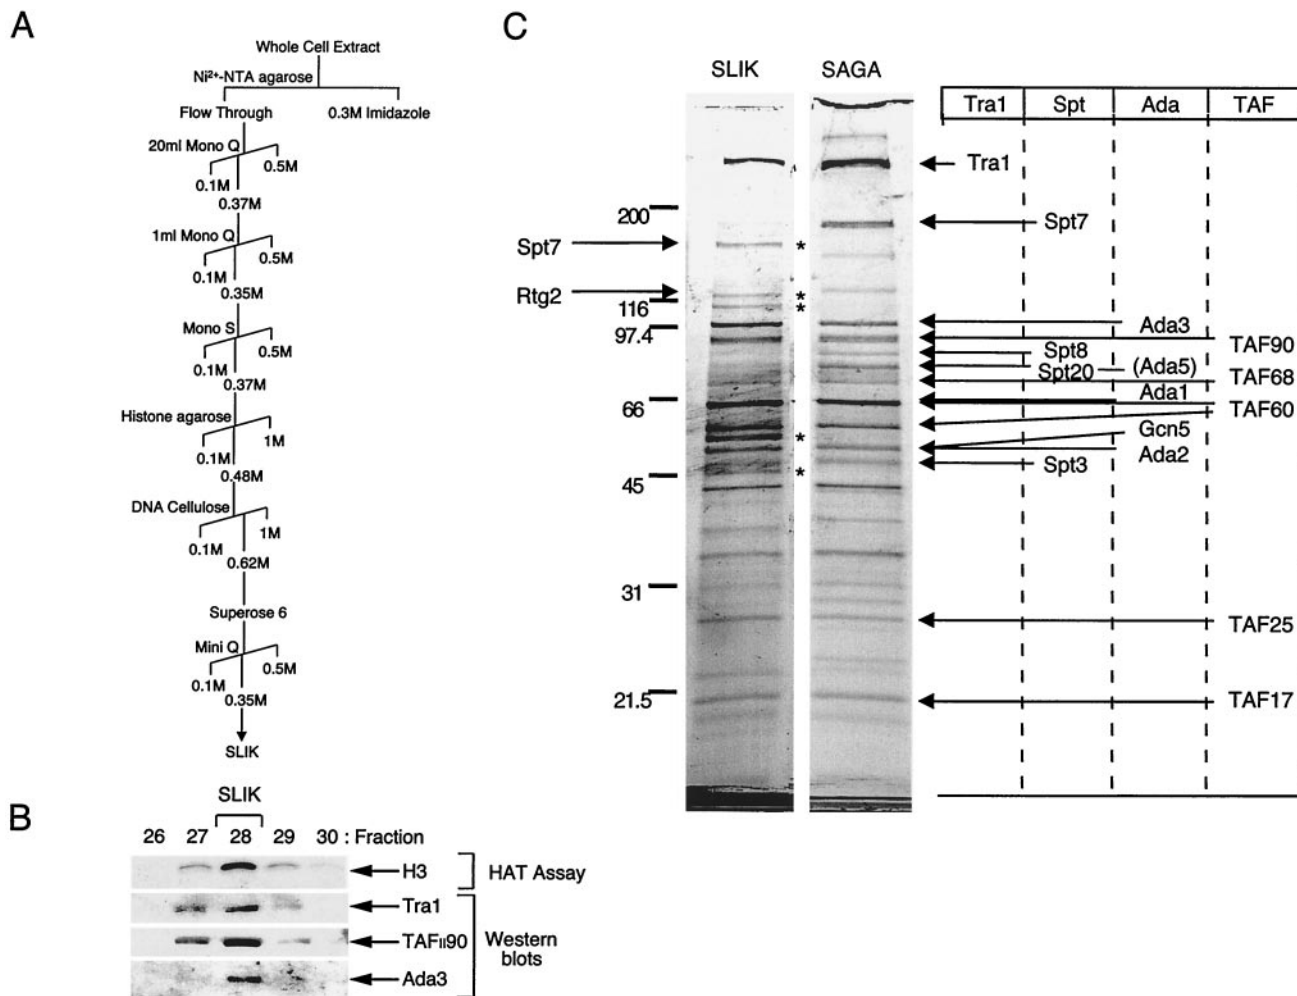 A
Whole Cell Extract
Ni²⁺-NTA agarose
Flow Through 0.3M Imidazole
20ml Mono Q
0.5M
0.1M
0.37M
1ml Mono Q
0.5M
0.1M
0.35M
Mono S
0.5M
0.1M
0.37M
Histone agarose
1M
0.1M
0.48M
DNA Cellulose
1M
0.1M
0.62M
Superose 6
Mini Q
0.5M
0.1M
0.35M
SLIK
B
SLIK
26 27 28 29 30 : Fraction
H3
HAT Assay
Tra1
TAFII90
Western
blots
Ada3
C
SLIK SAGA
Tra1 Spt Ada TAF
Tra1
200
Spt7
Spt7 *
Rtg2 *
116 *
Ada3
97.4
TAF90
Spt8
Spt20 (Ada5)
TAF68
Ada1
66
TAF60
Gcn5
*
Ada2
Spt3
*
45
31
TAF25
21.5
TAF17